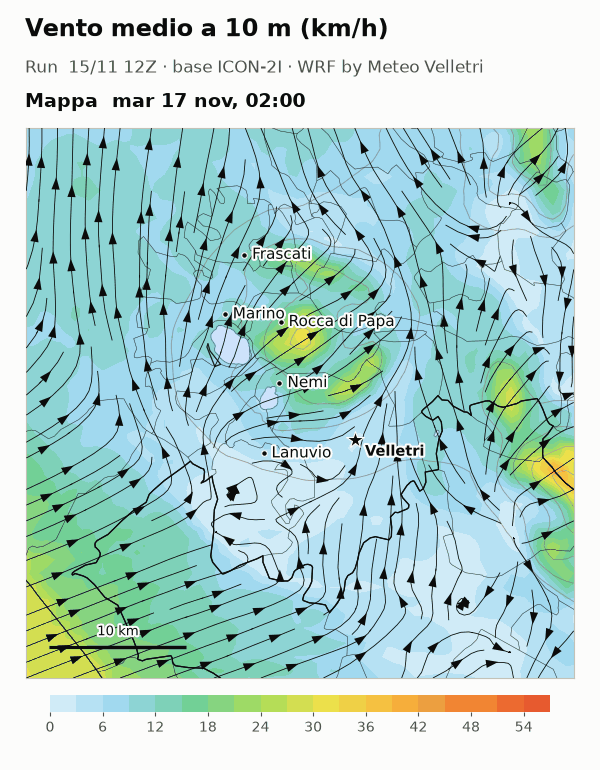 Vento medio a 10 m (km/h)
Run 15/11 12Z · base ICON-2I · WRF by Meteo Velletri
Mappa mar 17 nov, 02:00
Frascati
Marino
Rocca di Papa
Nemi
Velletri
Lanuvio
10 km
0 6 12 18 24 30 36 42 48 54